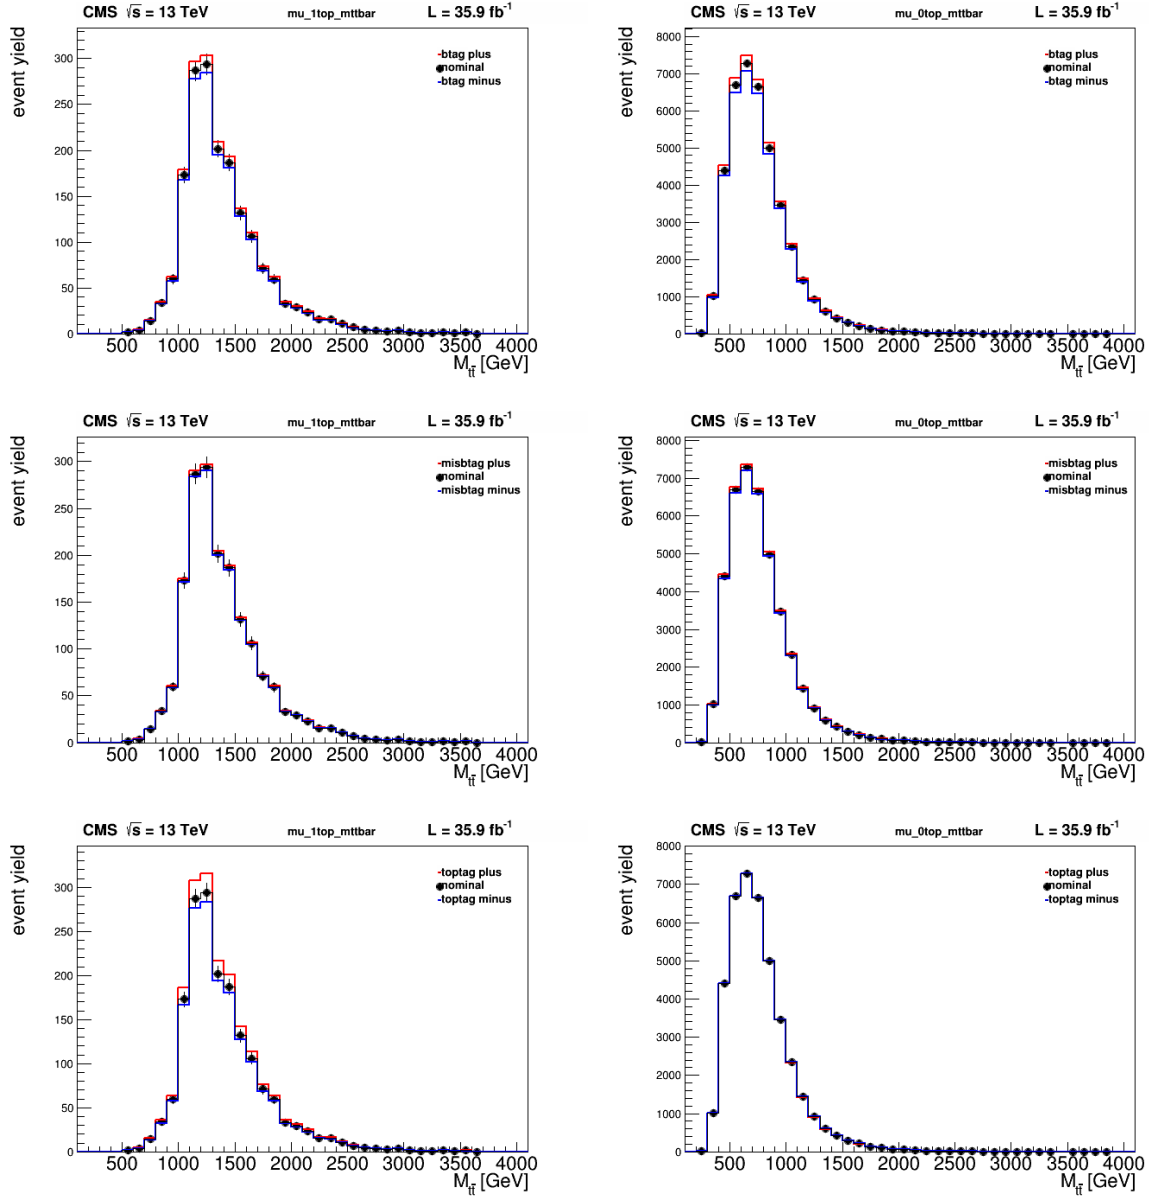 CMS √s = 13 TeV mu_1top_mttbar L = 35.9 fb⁻¹
event yield
btag plus
nominal
btag minus
300
250
200
150
100
50
0
500 1000 1500 2000 2500 3000 3500 4000
M_tt̄ [GeV]
CMS √s = 13 TeV mu_0top_mttbar L = 35.9 fb⁻¹
event yield
btag plus
nominal
btag minus
8000
7000
6000
5000
4000
3000
2000
1000
0
500 1000 1500 2000 2500 3000 3500 4000
M_tt̄ [GeV]
CMS √s = 13 TeV mu_1top_mttbar L = 35.9 fb⁻¹
event yield
misbtag plus
nominal
misbtag minus
300
250
200
150
100
50
0
500 1000 1500 2000 2500 3000 3500 4000
M_tt̄ [GeV]
CMS √s = 13 TeV mu_0top_mttbar L = 35.9 fb⁻¹
event yield
misbtag plus
nominal
misbtag minus
8000
7000
6000
5000
4000
3000
2000
1000
0
500 1000 1500 2000 2500 3000 3500 4000
M_tt̄ [GeV]
CMS √s = 13 TeV mu_1top_mttbar L = 35.9 fb⁻¹
event yield
toptag plus
nominal
toptag minus
300
250
200
150
100
50
0
500 1000 1500 2000 2500 3000 3500 4000
M_tt̄ [GeV]
CMS √s = 13 TeV mu_0top_mttbar L = 35.9 fb⁻¹
event yield
toptag plus
nominal
toptag minus
8000
7000
6000
5000
4000
3000
2000
1000
0
500 1000 1500 2000 2500 3000 3500 4000
M_tt̄ [GeV]